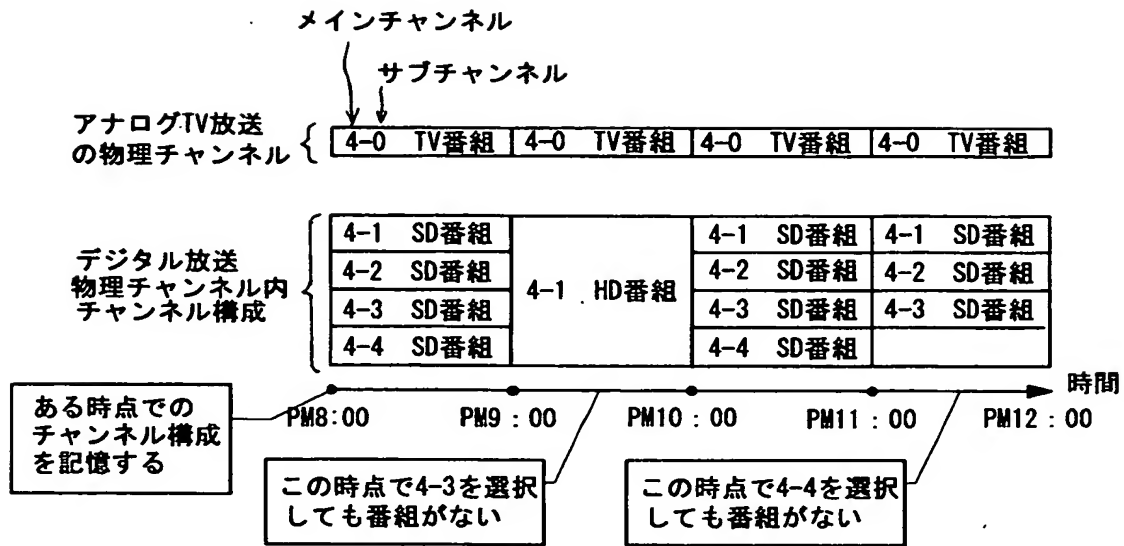 メインチャンネル
サブチャンネル
アナログTV放送
の物理チャンネル
4-0 TV番組 4-0 TV番組 4-0 TV番組 4-0 TV番組
デジタル放送
物理チャンネル内
チャンネル構成
4-1 SD番組 4-1 SD番組 4-1 SD番組
4-2 SD番組 4-2 SD番組 4-2 SD番組
4-1 HD番組
4-3 SD番組 4-3 SD番組 4-3 SD番組
4-4 SD番組 4-4 SD番組
時間
PM8:00 PM9:00 PM10:00 PM11:00 PM12:00
ある時点での
チャンネル構成
を記憶する
この時点で4-3を選択
しても番組がない
この時点で4-4を選択
しても番組がない